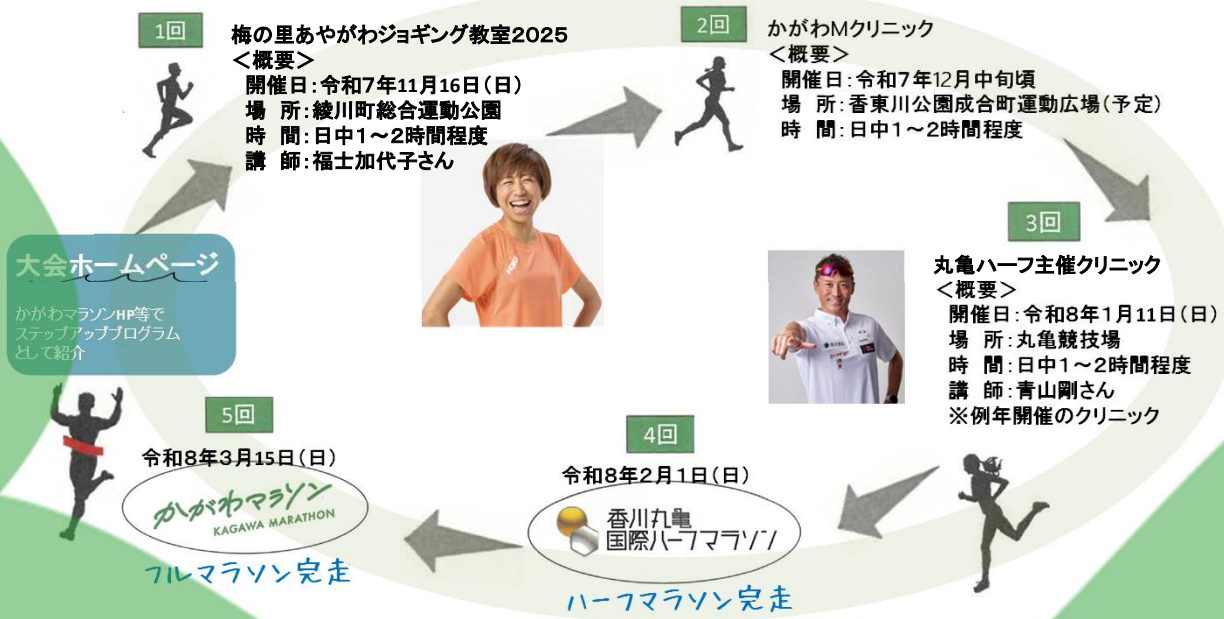 1回
梅の里あやがわジョギング教室2025
<概要>
開催日:令和7年11月16日(日)
場 所:綾川町総合運動公園
時 間:日中1~2時間程度
講 師:福士加代子さん
2回
かがわMクリニック
<概要>
開催日:令和7年12月中旬頃
場 所:香東川公園成合町運動広場(予定)
時 間:日中1~2時間程度
3回
丸亀ハーフ主催クリニック
<概要>
開催日:令和8年1月11日(日)
場 所:丸亀競技場
時 間:日中1~2時間程度
講 師:青山剛さん
※例年開催のクリニック
4回
令和8年2月1日(日)
香川丸亀
国際ハーフマラソン
ハーフマラソン完走
5回
令和8年3月15日(日)
かがわマラソン
KAGAWA MARATHON
フルマラソン完走
大会ホームページ
かがわマラソンHP等で
ステップアッププログラム
として紹介